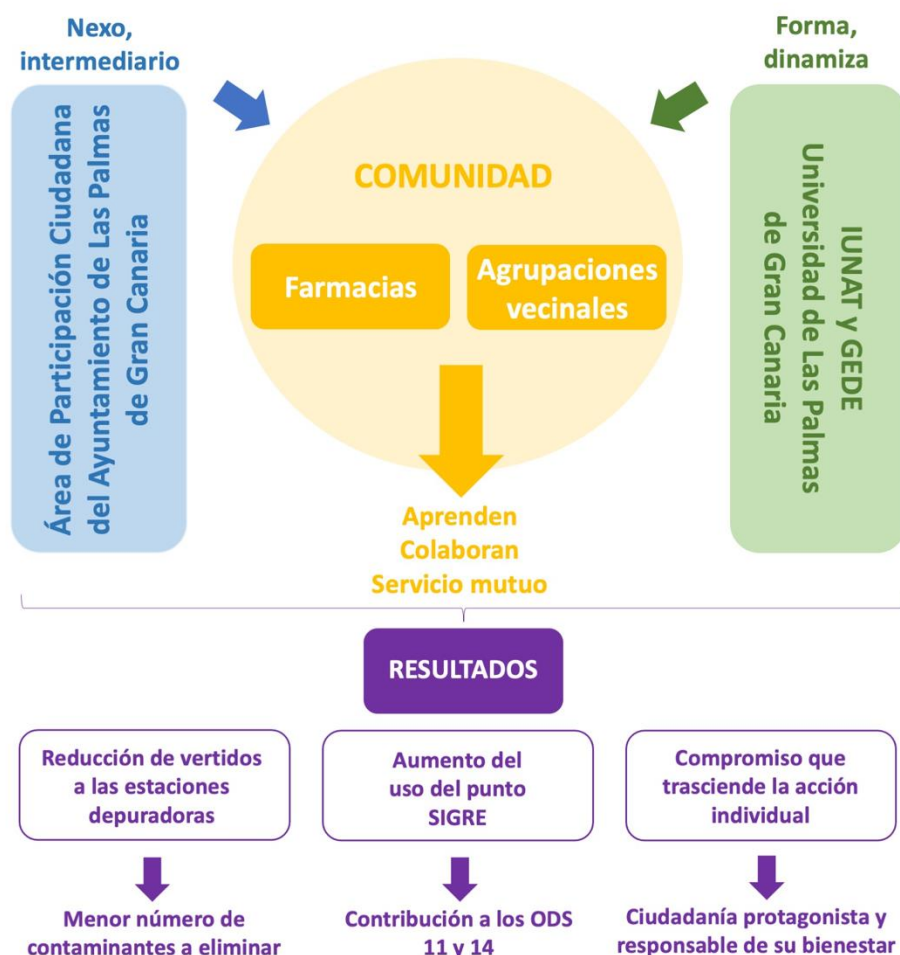 Nexo,
intermediario
Área de Participación Ciudadana
del Ayuntamiento de Las Palmas
de Gran Canaria
Forma,
dinamiza
IUNAT y GEDE
Universidad de Las Palmas
de Gran Canaria
COMUNIDAD
Farmacias
Agrupaciones
vecinales
Aprenden
Colaboran
Servicio mutuo
RESULTADOS
Reducción de vertidos
a las estaciones
depuradoras
Aumento del
uso del punto
SIGRE
Compromiso que
trasciende la acción
individual
Menor número de
contaminantes a eliminar
Contribución a los ODS
11 y 14
Ciudadanía protagonista y
responsable de su bienestar